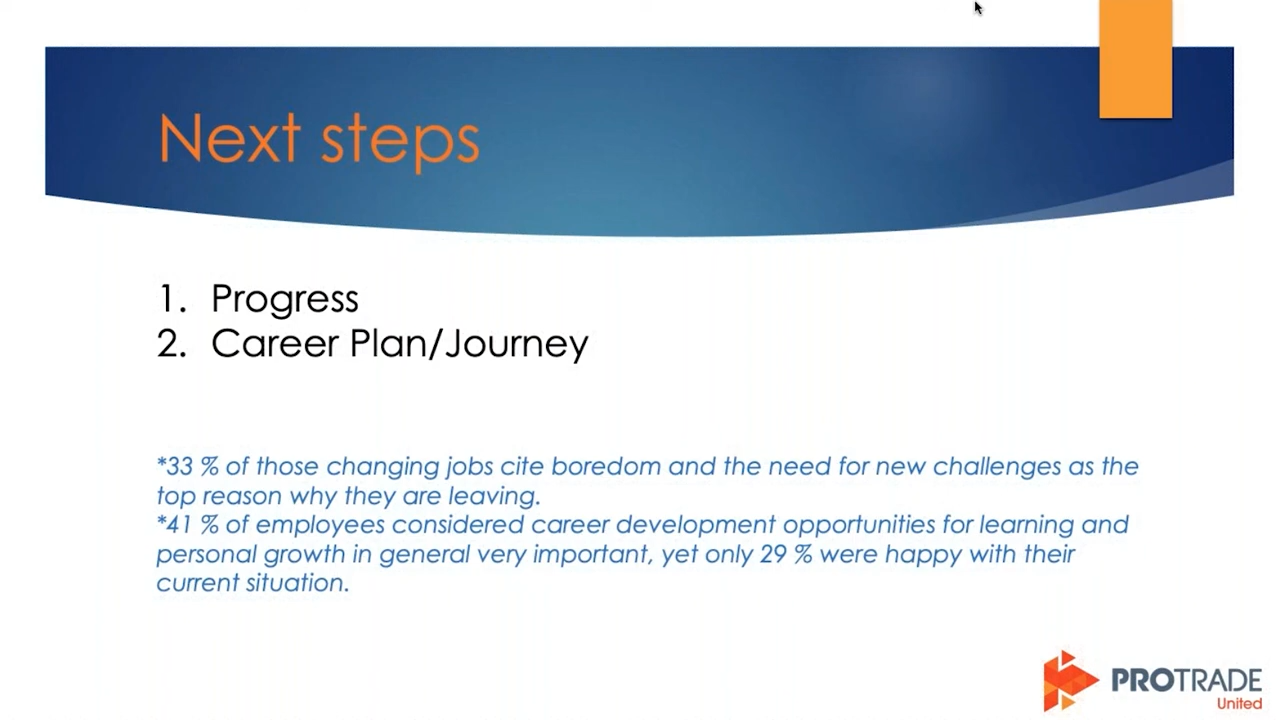 Next steps
1. Progress
2. Career Plan/Journey
*33 % of those changing jobs cite boredom and the need for new challenges as the
top reason why they are leaving.
*41 % of employees considered career development opportunities for learning and
personal growth in general very important, yet only 29 % were happy with their
current situation.
PROTRADE
United